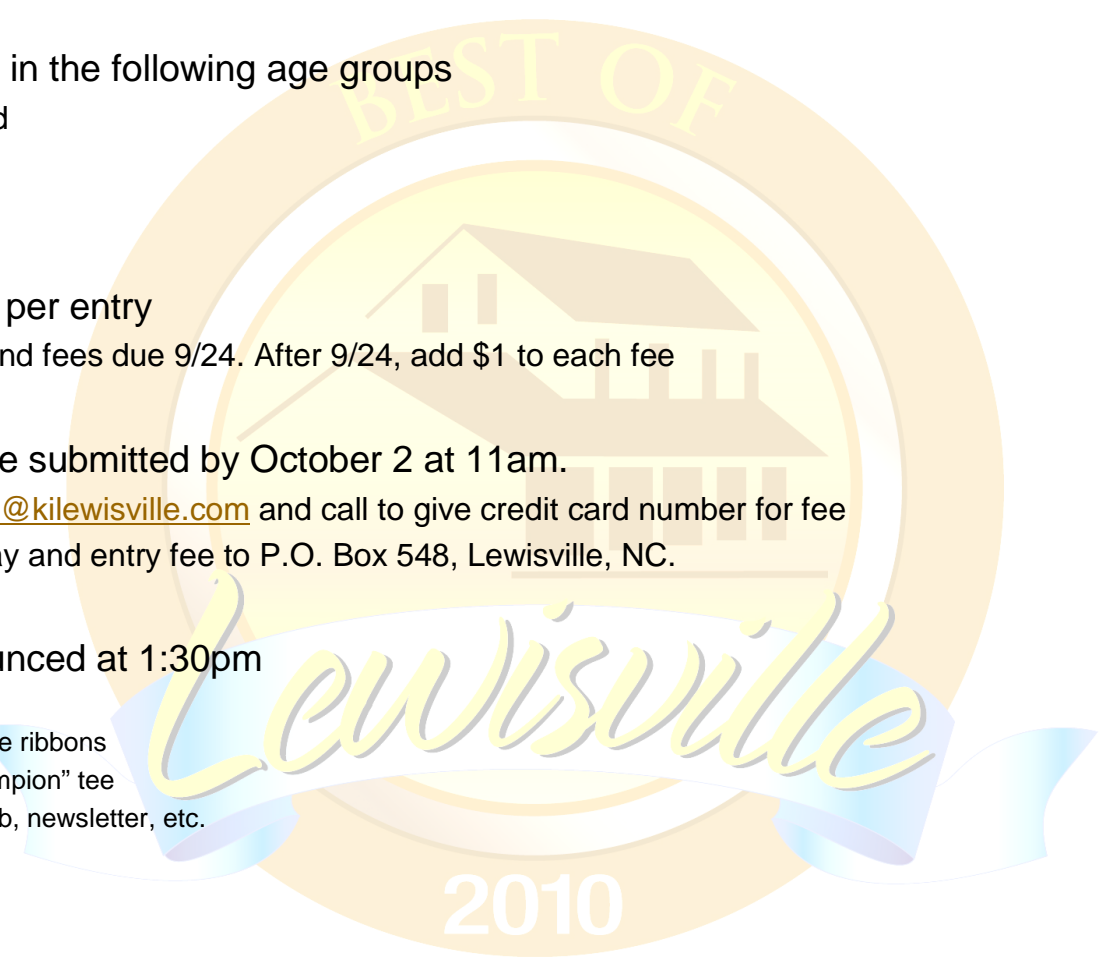 BEST OF
in the following age groups
d
per entry
nd fees due 9/24. After 9/24, add $1 to each fee
e submitted by October 2 at 11am.
@kilewisville.com and call to give credit card number for fee
ay and entry fee to P.O. Box 548, Lewisville, NC.
unced at 1:30pm
Lewisville
e ribbons
mpion” tee
b, newsletter, etc.
2010